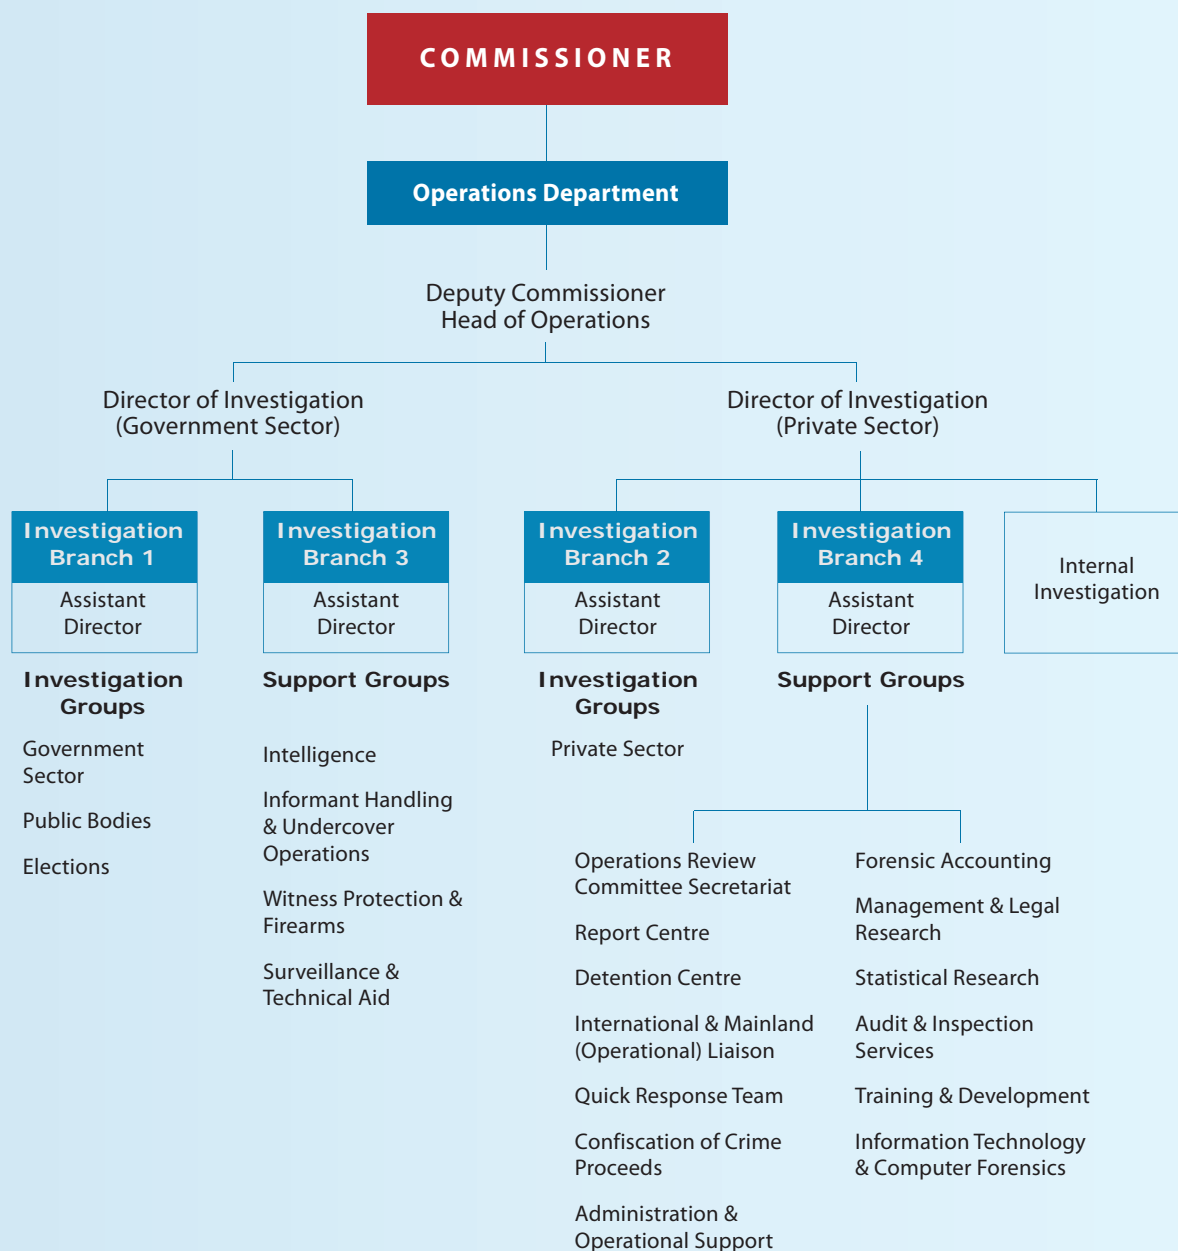 COMMISSIONER
Operations Department
Deputy Commissioner
Head of Operations
Director of Investigation
(Government Sector)
Director of Investigation
(Private Sector)
Investigation
Branch 1
Assistant
Director
Investigation
Groups
Government
Sector
Public Bodies
Elections
Investigation
Branch 3
Assistant
Director
Support Groups
Intelligence
Informant Handling
& Undercover
Operations
Witness Protection &
Firearms
Surveillance &
Technical Aid
Investigation
Branch 2
Assistant
Director
Investigation
Groups
Private Sector
Investigation
Branch 4
Assistant
Director
Support Groups
Operations Review
Committee Secretariat
Report Centre
Detention Centre
International & Mainland
(Operational) Liaison
Quick Response Team
Confiscation of Crime
Proceeds
Administration &
Operational Support
Forensic Accounting
Management & Legal
Research
Statistical Research
Audit & Inspection
Services
Training & Development
Information Technology
& Computer Forensics
Internal
Investigation